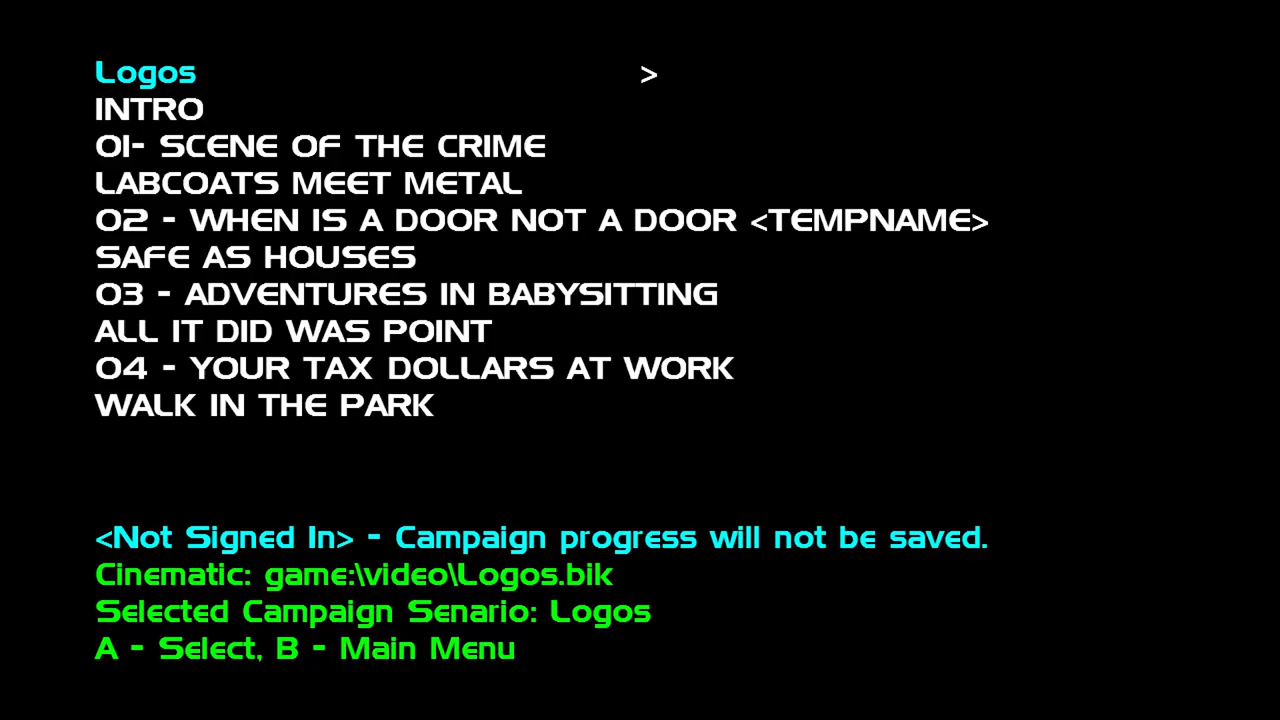 Logos >
INTRO
01- SCENE OF THE CRIME
LABCOATS MEET METAL
02 - WHEN IS A DOOR NOT A DOOR <TEMPNAME>
SAFE AS HOUSES
03 - ADVENTURES IN BABYSITTING
ALL IT DID WAS POINT
04 - YOUR TAX DOLLARS AT WORK
WALK IN THE PARK
<Not Signed In> - Campaign progress will not be saved.
Cinematic: game:\video\Logos.bik
Selected Campaign Senario: Logos
A - Select, B - Main Menu